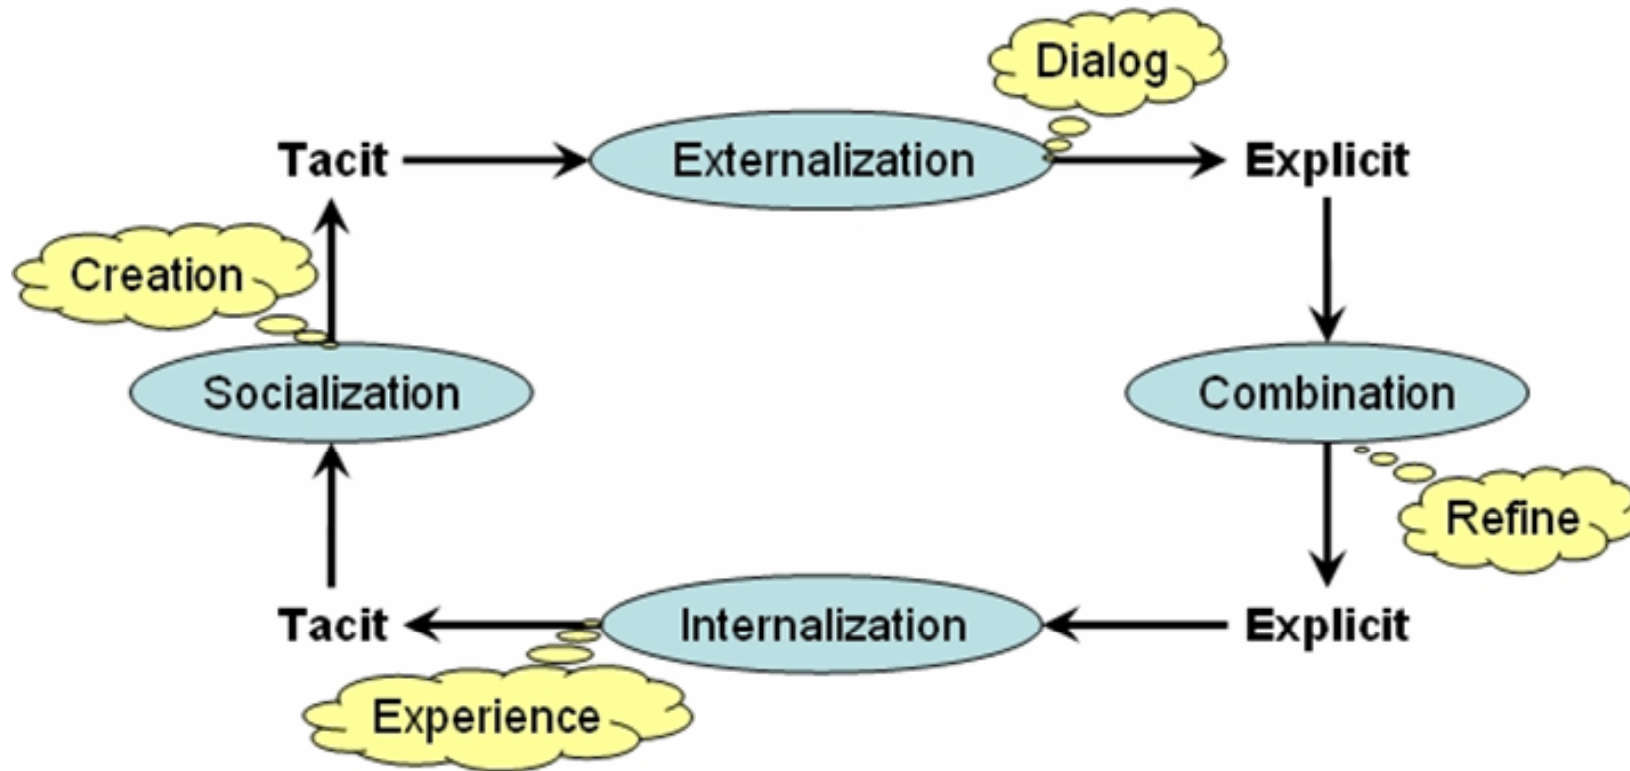 Dialog
Tacit
Externalization
Explicit
Creation
Socialization
Combination
Refine
Tacit
Internalization
Explicit
Experience